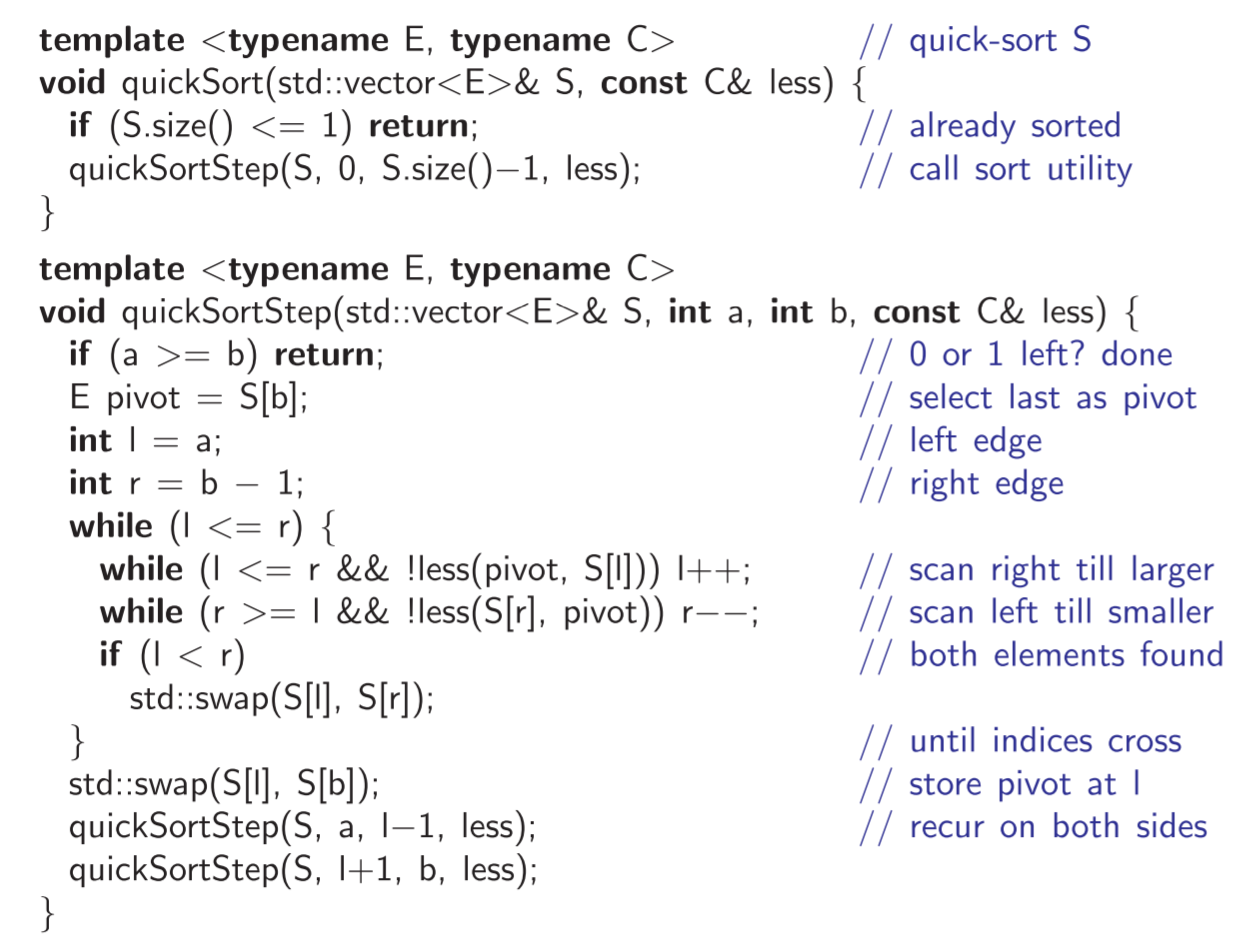 template <typename E, typename C> // quick-sort S
void quickSort(std::vector<E>& S, const C& less) {
if (S.size() <= 1) return; // already sorted
quickSortStep(S, 0, S.size()−1, less); // call sort utility
}
template <typename E, typename C>
void quickSortStep(std::vector<E>& S, int a, int b, const C& less) {
if (a >= b) return; // 0 or 1 left? done
E pivot = S[b]; // select last as pivot
int l = a; // left edge
int r = b − 1; // right edge
while (l <= r) {
while (l <= r && !less(pivot, S[l])) l++; // scan right till larger
while (r >= l && !less(S[r], pivot)) r−−; // scan left till smaller
if (l < r) // both elements found
std::swap(S[l], S[r]);
} // until indices cross
std::swap(S[l], S[b]); // store pivot at l
quickSortStep(S, a, l−1, less); // recur on both sides
quickSortStep(S, l+1, b, less);
}